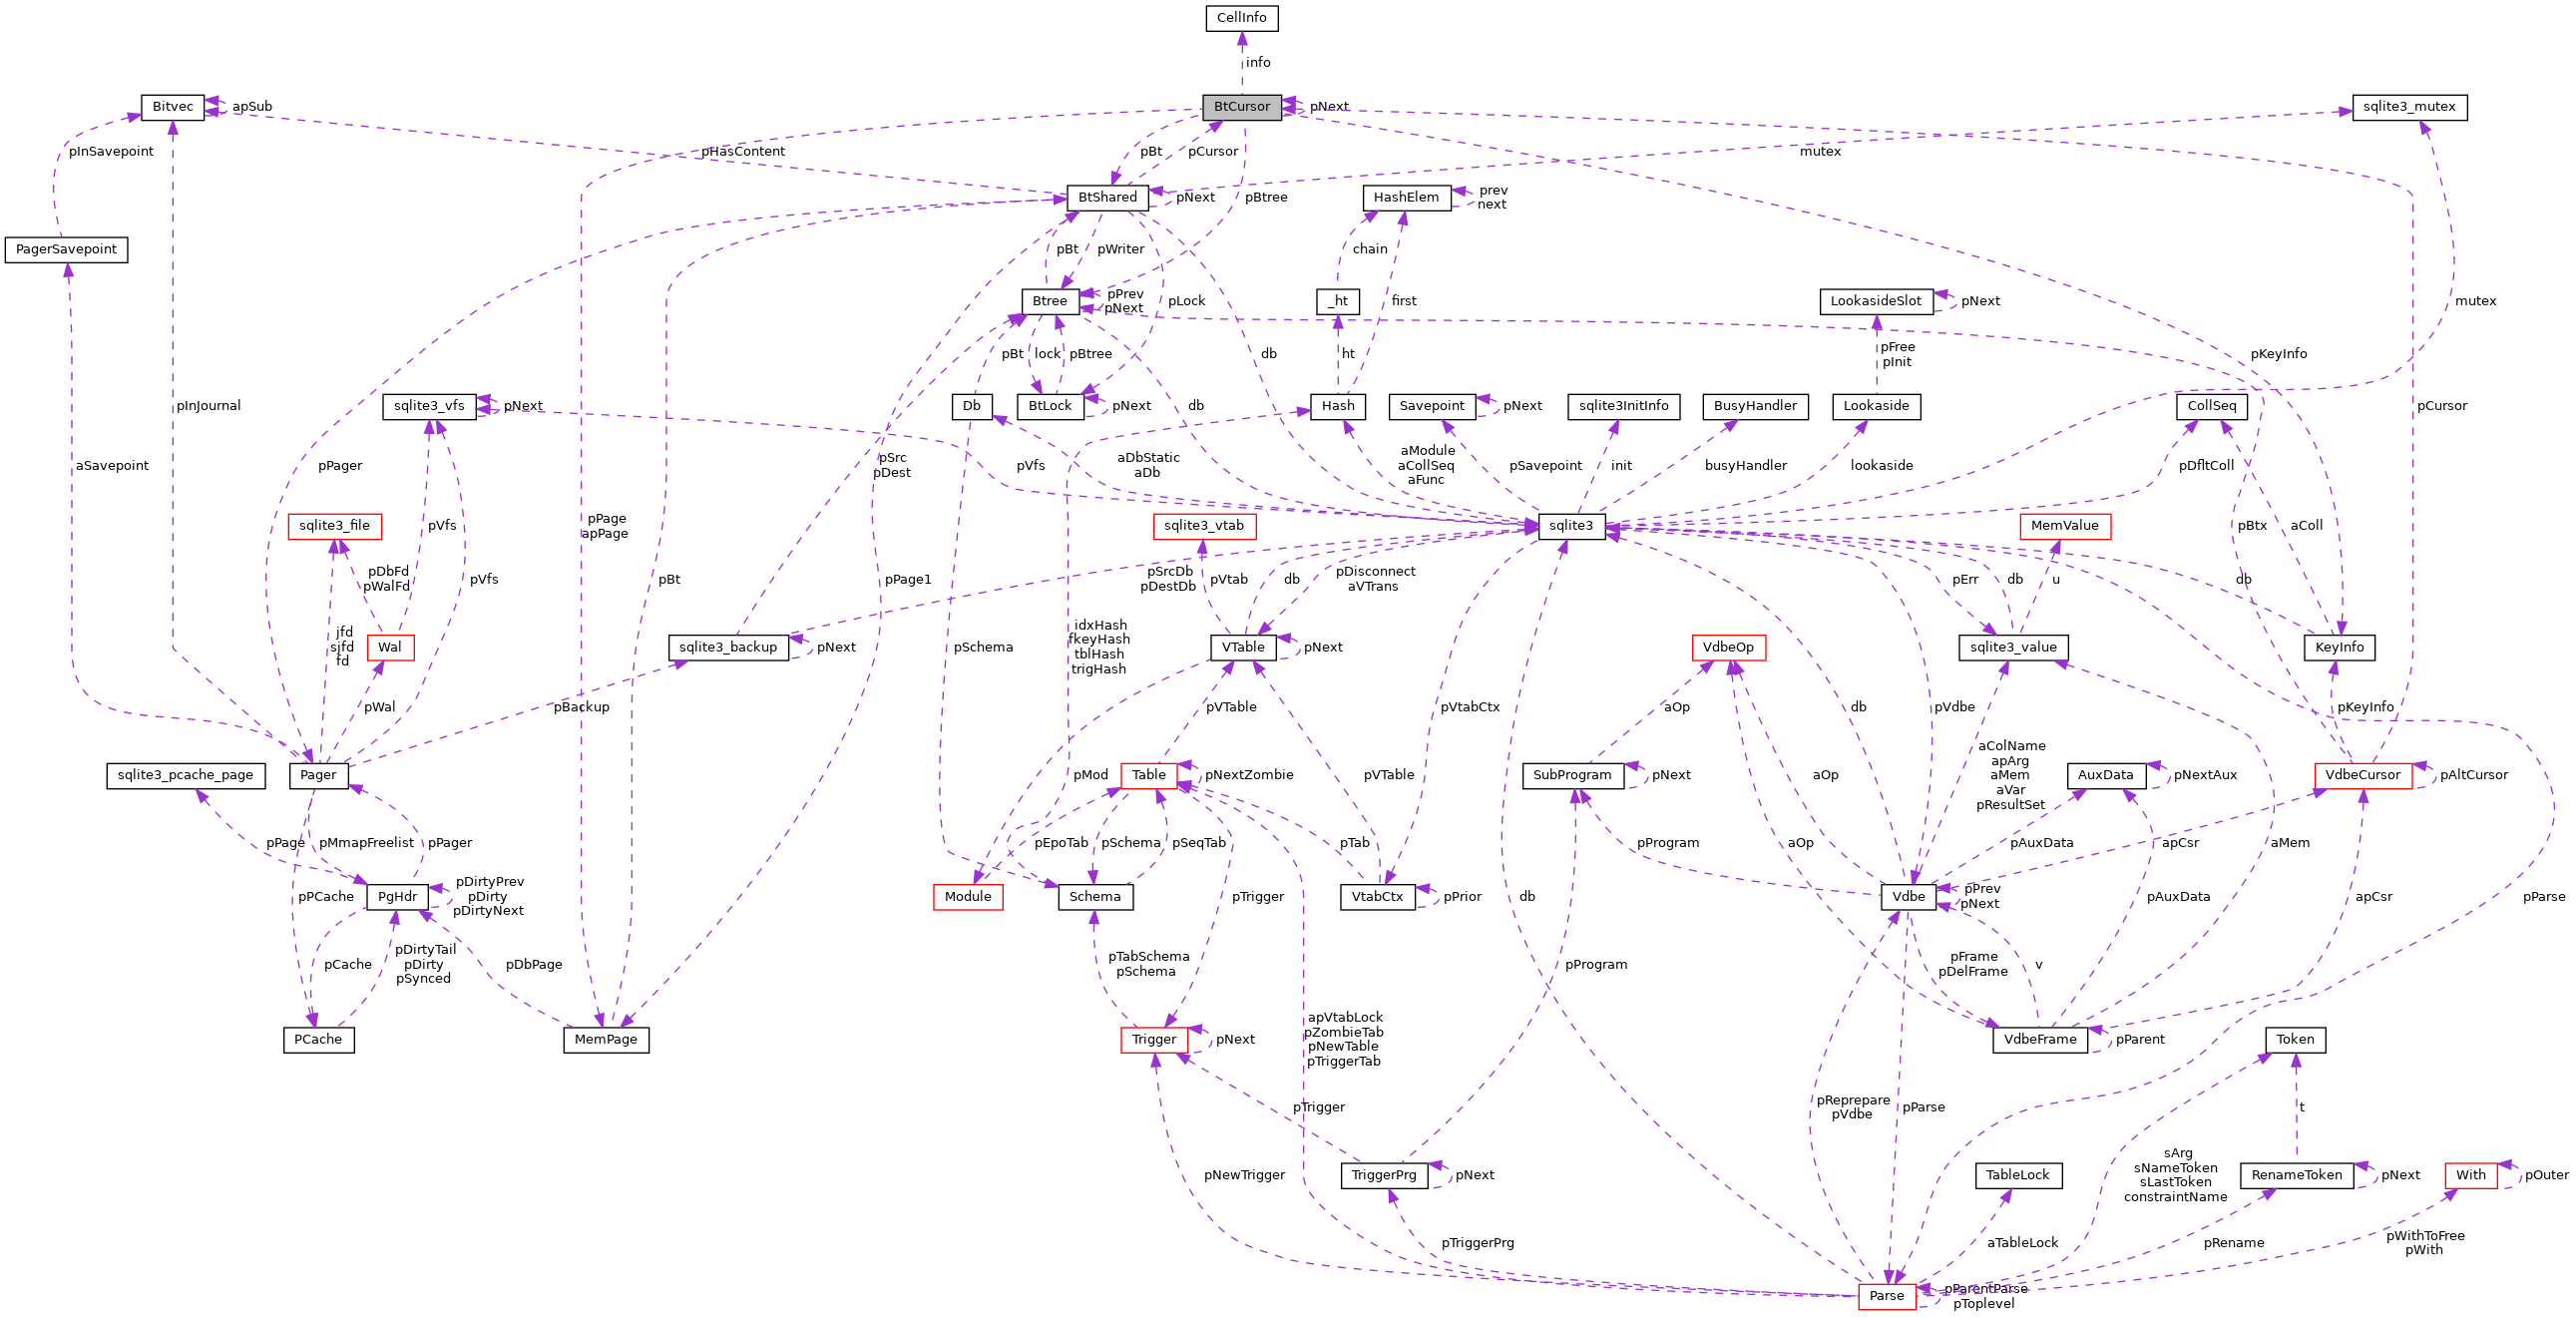 CellInfo
info
Bitvec
apSub
BtCursor
pNext
sqlite3_mutex
pInSavepoint
pHasContent
pBt
pCursor
mutex
BtShared
pNext
pBtree
HashElem
prev
next
PagerSavepoint
pBt
pWriter
chain
Btree
pPrev
pNext
pLock
_ht
first
LookasideSlot
pNext
mutex
pBt
lock
pBtree
db
ht
pFree
pInit
pKeyInfo
sqlite3_vfs
pNext
pInJournal
Db
BtLock
pNext
db
Hash
Savepoint
pNext
sqlite3InitInfo
BusyHandler
Lookaside
CollSeq
pCursor
aSavepoint
pPager
pSrc
pDest
pVfs
aDbStatic
aDb
aModule
aCollSeq
aFunc
pSavepoint
init
busyHandler
lookaside
pDfltColl
sqlite3_file
pVfs
pPage
apPage
sqlite3_vtab
sqlite3
MemValue
pBtx
aColl
pDbFd
pWalFd
pVfs
pBt
pPage1
pSrcDb
pDestDb
pVtab
db
pDisconnect
aVTrans
pErr
db
u
db
jfd
sjfd
fd
Wal
sqlite3_backup
pNext
pSchema
idxHash
fkeyHash
tblHash
trigHash
VTable
pNext
VdbeOp
sqlite3_value
KeyInfo
pWal
pBackup
pVTable
pVtabCtx
aOp
db
pVdbe
pKeyInfo
sqlite3_pcache_page
Pager
pMod
Table
pNextZombie
pVTable
SubProgram
pNext
aOp
aColName
apArg
aMem
aVar
pResultSet
AuxData
pNextAux
VdbeCursor
pAltCursor
pPage
pMmapFreelist
pPager
pEpoTab
pSchema
pSeqTab
pTab
pProgram
aOp
pAuxData
apCsr
aMem
pPCache
PgHdr
pDirtyPrev
pDirty
pDirtyNext
Module
Schema
pTrigger
VtabCtx
pPrior
db
Vdbe
pPrev
pNext
pAuxData
apCsr
pParse
pCache
pDirtyTail
pDirty
pSynced
pDbPage
pTabSchema
pSchema
pProgram
pFrame
pDelFrame
v
PCache
MemPage
Trigger
pNext
apVtabLock
pZombieTab
pNewTable
pTriggerTab
VdbeFrame
pParent
Token
pTrigger
pReprepare
pVdbe
pParse
t
pNewTrigger
TriggerPrg
pNext
TableLock
sArg
sNameToken
sLastToken
constraintName
RenameToken
pNext
With
pOuter
pTriggerPrg
aTableLock
pRename
pWithToFree
pWith
Parse
pParentParse
pToplevel